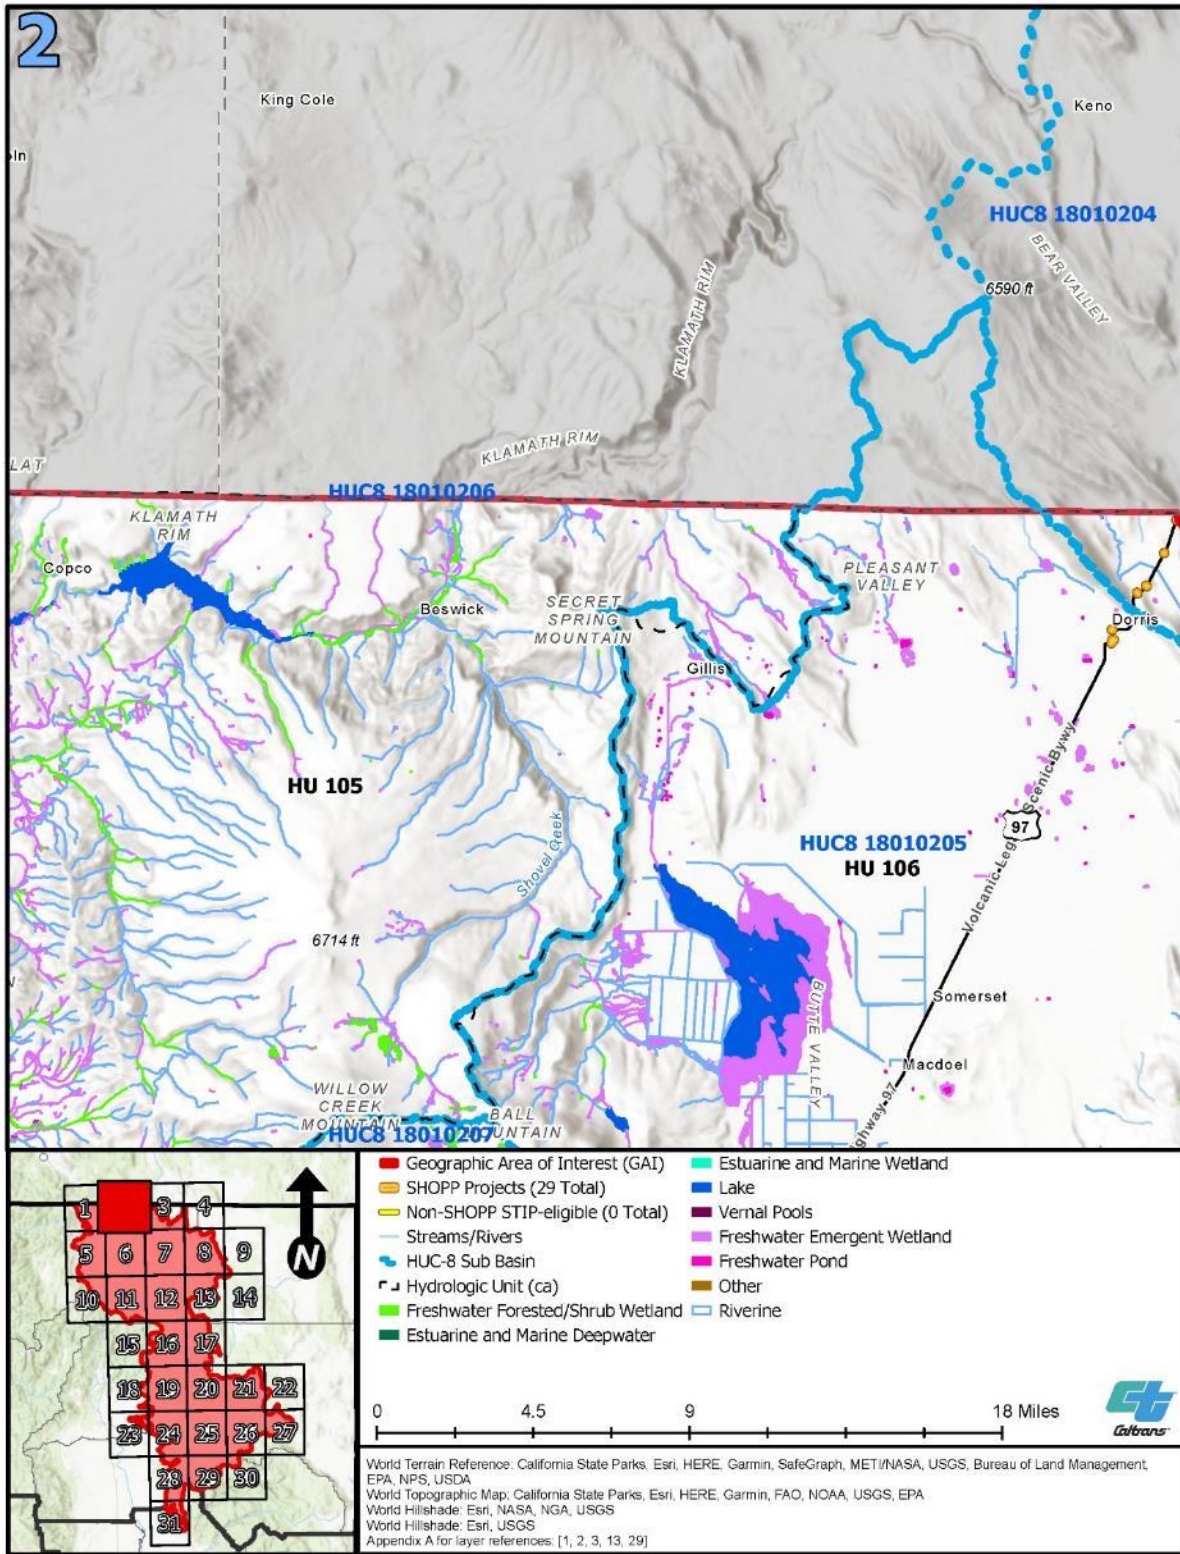 2
King Cole
Keno
oln
HUC8 18010204
BEAR VALLEY
6590 ft
KLAMATH RIM
KLAMATH RIM
LAT
HUC8 18010206
KLAMATH
RIM
Copco
PLEASANT
VALLEY
Beswick
SECRET
SPRING
MOUNTAIN
Dorris
Gillis
HU 105
Volcanic Leg Scenic Bywy
97
HUC8 18010205
HU 106
Shovel Creek
6714 ft
BUTTE VALLEY
Somerset
Macdoel
WILLOW
CREEK
MOUNTAIN
BALL
MOUNTAIN
HUC8 18010207
ghway 97
1
3
4
5
6
7
8
9
10
11
12
13
14
15
16
17
18
19
20
21
22
23
24
25
26
27
28
29
30
31
N
Geographic Area of Interest (GAI)
SHOPP Projects (29 Total)
Non-SHOPP STIP-eligible (0 Total)
Streams/Rivers
HUC-8 Sub Basin
Hydrologic Unit (ca)
Freshwater Forested/Shrub Wetland
Estuarine and Marine Deepwater
Estuarine and Marine Wetland
Lake
Vernal Pools
Freshwater Emergent Wetland
Freshwater Pond
Other
Riverine
0 4.5 9 18 Miles
ct
Caltrans
World Terrain Reference: California State Parks, Esri, HERE, Garmin, SafeGraph, METI/NASA, USGS, Bureau of Land Management,
EPA, NPS, USDA
World Topographic Map: California State Parks, Esri, HERE, Garmin, FAO, NOAA, USGS, EPA
World Hillshade: Esri, NASA, NGA, USGS
World Hillshade: Esri, USGS
Appendix A for layer references: [1, 2, 3, 13, 29]